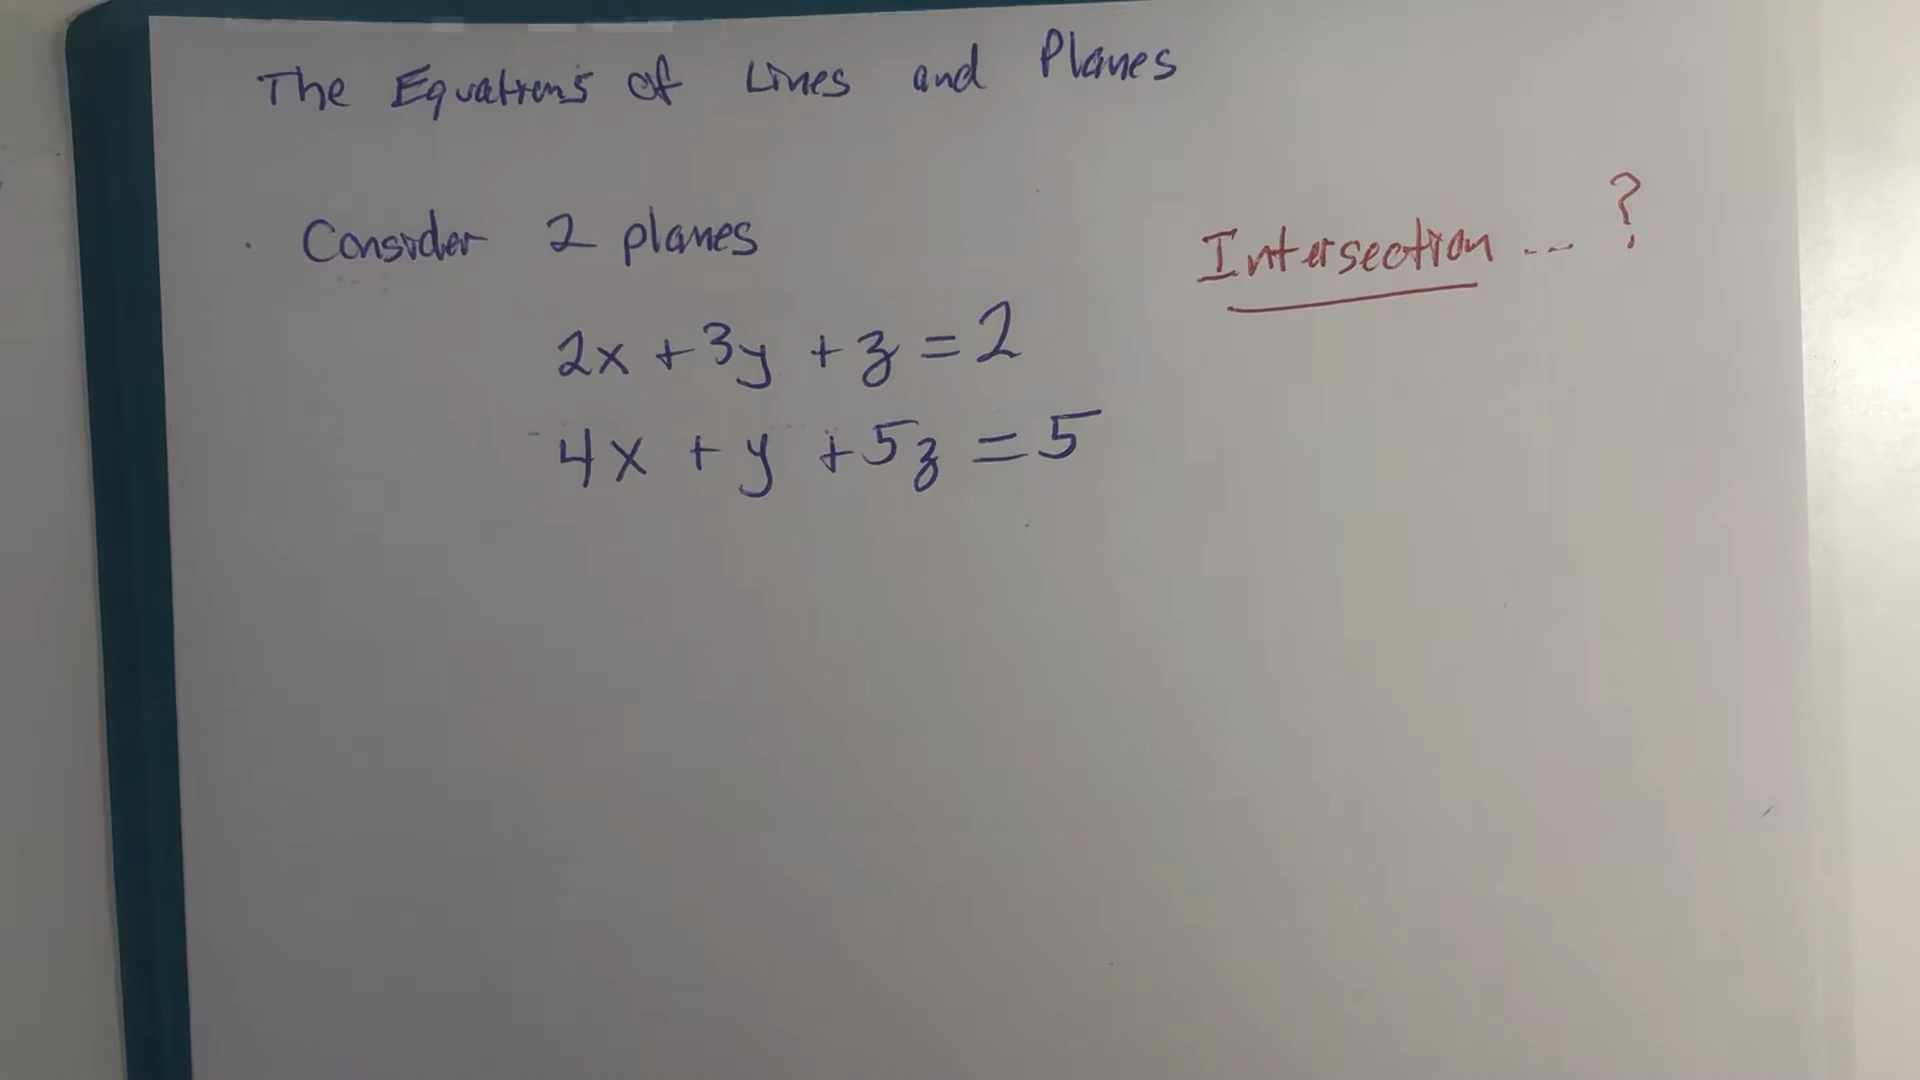 The Equations of Lines and Planes
Consider 2 planes
Intersection ... ?
2x + 3y + z = 2
4x + y + 5z = 5